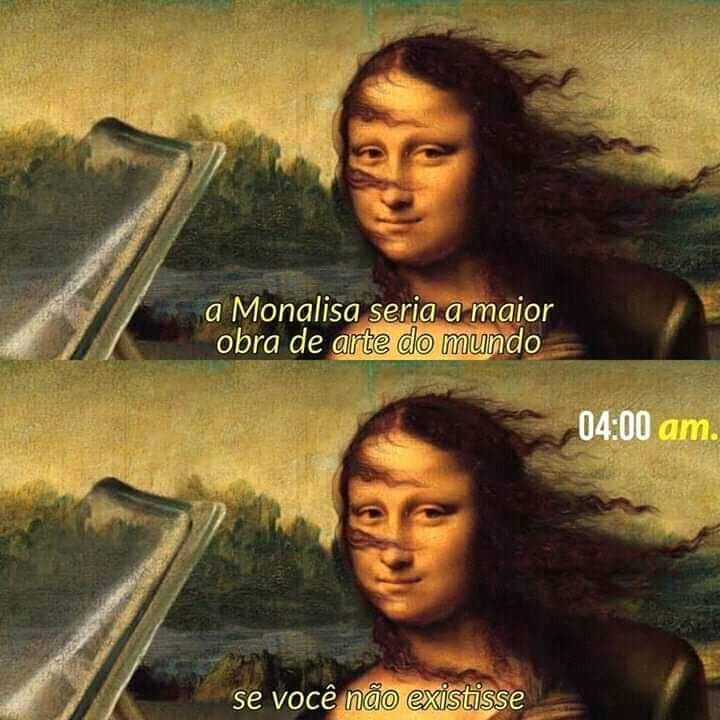 a Monalisa seria a maior
obra de arte do mundo
04:00 am.
se você não existisse